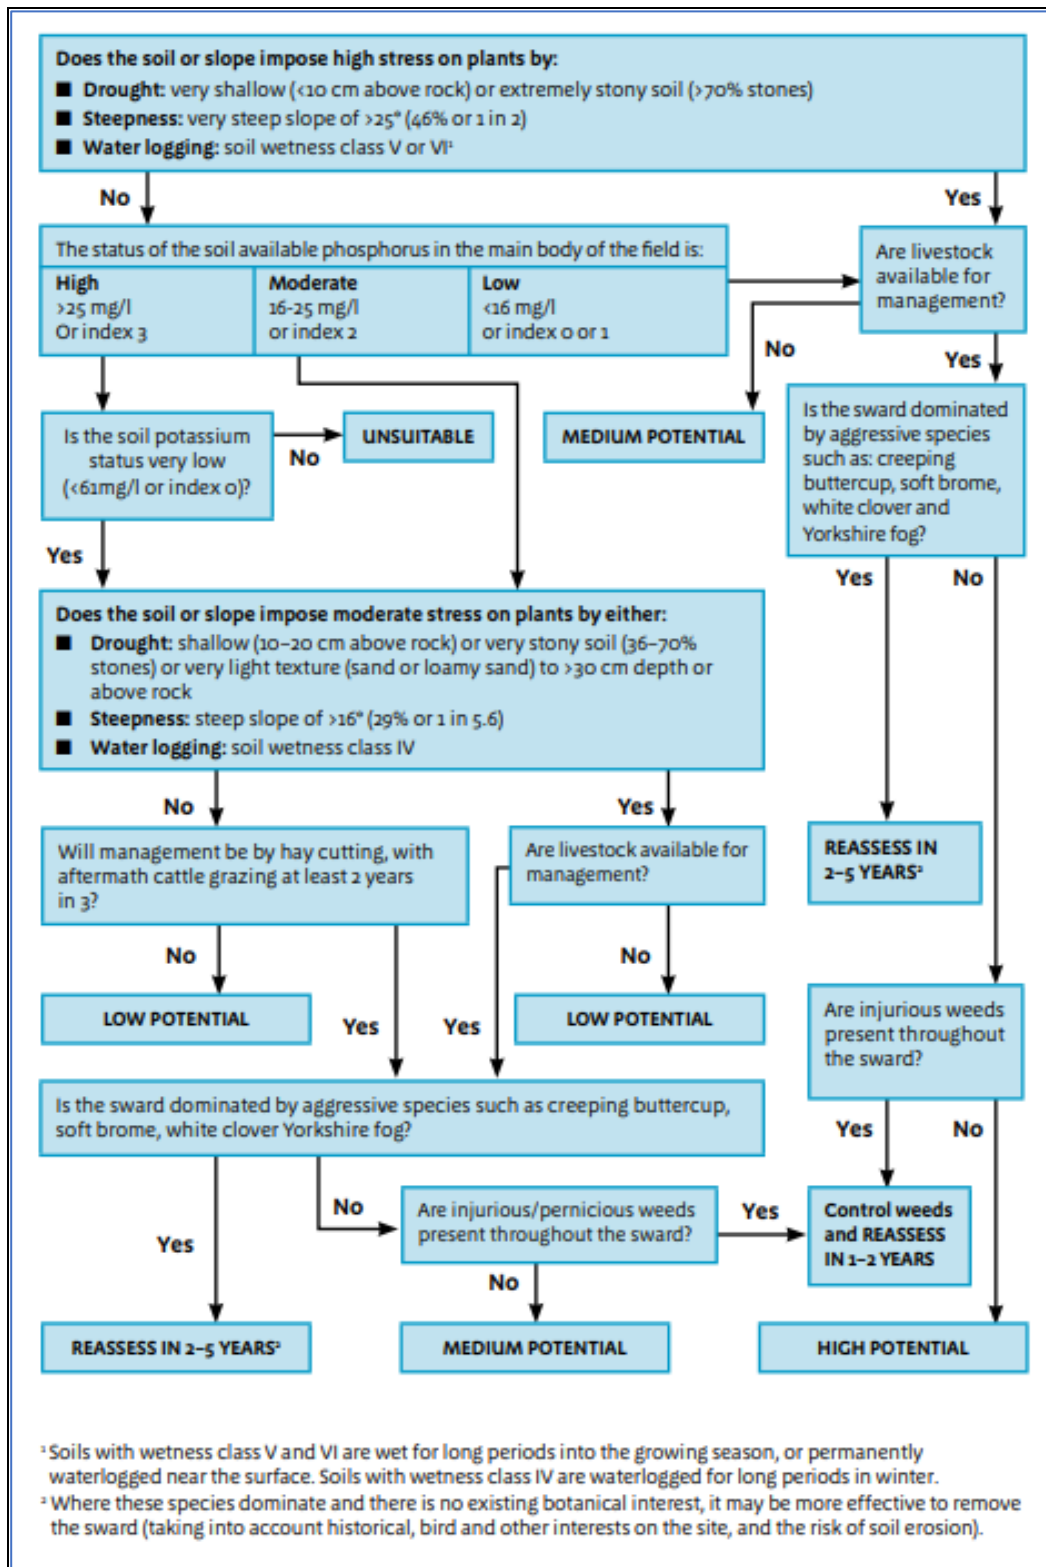 Does the soil or slope impose high stress on plants by:
■ Drought: very shallow (<10 cm above rock) or extremely stony soil (>70% stones)
■ Steepness: very steep slope of >25° (46% or 1 in 2)
■ Water logging: soil wetness class V or VI¹
No
Yes
The status of the soil available phosphorus in the main body of the field is:
High
>25 mg/l
Or index 3
Moderate
16-25 mg/l
or index 2
Low
<16 mg/l
or index 0 or 1
Are livestock
available for
management?
No
Yes
Is the soil potassium
status very low
(<61mg/l or index 0)?
No
UNSUITABLE
MEDIUM POTENTIAL
Is the sward dominated
by aggressive species
such as: creeping
buttercup, soft brome,
white clover and
Yorkshire fog?
Yes
Yes
No
Does the soil or slope impose moderate stress on plants by either:
■ Drought: shallow (10–20 cm above rock) or very stony soil (36–70%
stones) or very light texture (sand or loamy sand) to >30 cm depth or
above rock
■ Steepness: steep slope of >16° (29% or 1 in 5.6)
■ Water logging: soil wetness class IV
No
Yes
Will management be by hay cutting, with
aftermath cattle grazing at least 2 years
in 3?
Are livestock available for
management?
REASSESS IN
2–5 YEARS²
No
No
LOW POTENTIAL
Yes
Yes
LOW POTENTIAL
Are injurious weeds
present throughout
the sward?
Is the sward dominated by aggressive species such as creeping buttercup,
soft brome, white clover Yorkshire fog?
Yes
No
No
Are injurious/pernicious weeds
present throughout the sward?
Yes
Control weeds
and REASSESS
IN 1–2 YEARS
Yes
No
REASSESS IN 2–5 YEARS²
MEDIUM POTENTIAL
HIGH POTENTIAL
¹ Soils with wetness class V and VI are wet for long periods into the growing season, or permanently
waterlogged near the surface. Soils with wetness class IV are waterlogged for long periods in winter.
² Where these species dominate and there is no existing botanical interest, it may be more effective to remove
the sward (taking into account historical, bird and other interests on the site, and the risk of soil erosion).